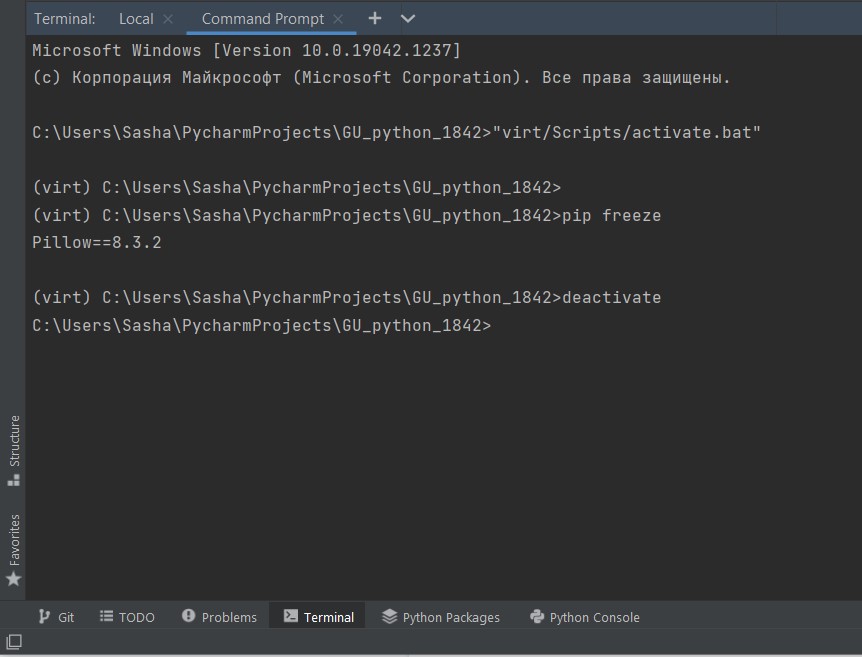 Terminal: Local Command Prompt
Microsoft Windows [Version 10.0.19042.1237]
(c) Корпорация Майкрософт (Microsoft Corporation). Все права защищены.
C:\Users\Sasha\PycharmProjects\GU_python_1842>"virt/Scripts/activate.bat"
(virt) C:\Users\Sasha\PycharmProjects\GU_python_1842>
(virt) C:\Users\Sasha\PycharmProjects\GU_python_1842>pip freeze
Pillow==8.3.2
(virt) C:\Users\Sasha\PycharmProjects\GU_python_1842>deactivate
C:\Users\Sasha\PycharmProjects\GU_python_1842>
Structure
Favorites
Git TODO Problems Terminal Python Packages Python Console